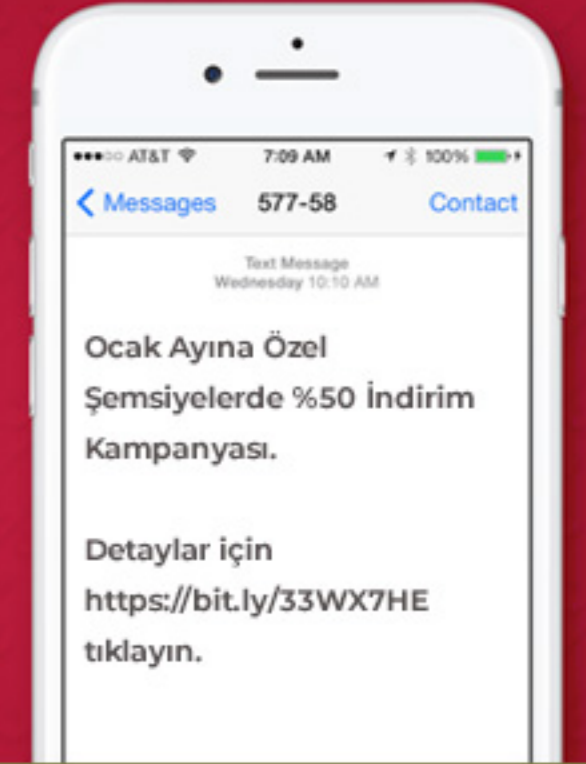 AT&T 7:09 AM 100%
Messages 577-58 Contact
Text Message
Wednesday 10:10 AM
Ocak Ayına Özel
Şemsiyelerde %50 İndirim
Kampanyası.
Detaylar için
https://bit.ly/33WX7HE
tıklayın.